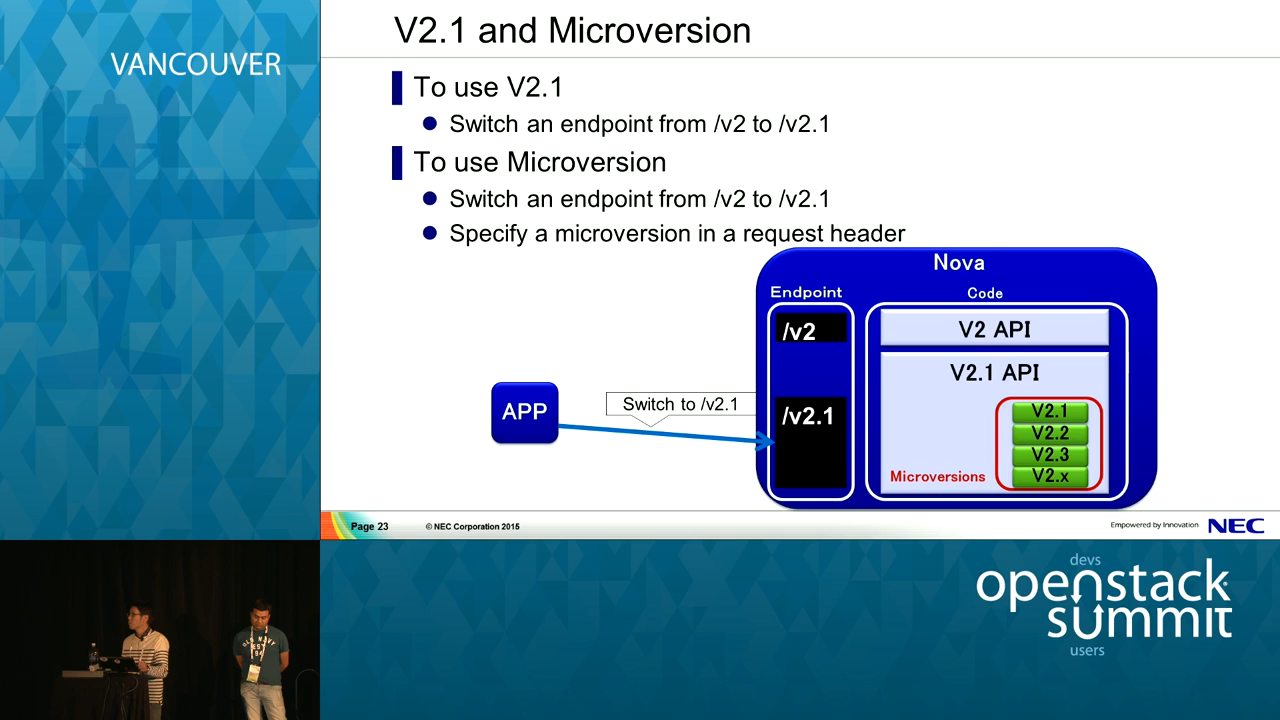 VANCOUVER
V2.1 and Microversion
To use V2.1
Switch an endpoint from /v2 to /v2.1
To use Microversion
Switch an endpoint from /v2 to /v2.1
Specify a microversion in a request header
Nova
Endpoint
Code
/v2
V2 API
V2.1 API
APP
Switch to /v2.1
/v2.1
V2.1
V2.2
V2.3
V2.x
Microversions
Page 23
© NEC Corporation 2015
Empowered by Innovation
NEC
devs
openstack
summit
users